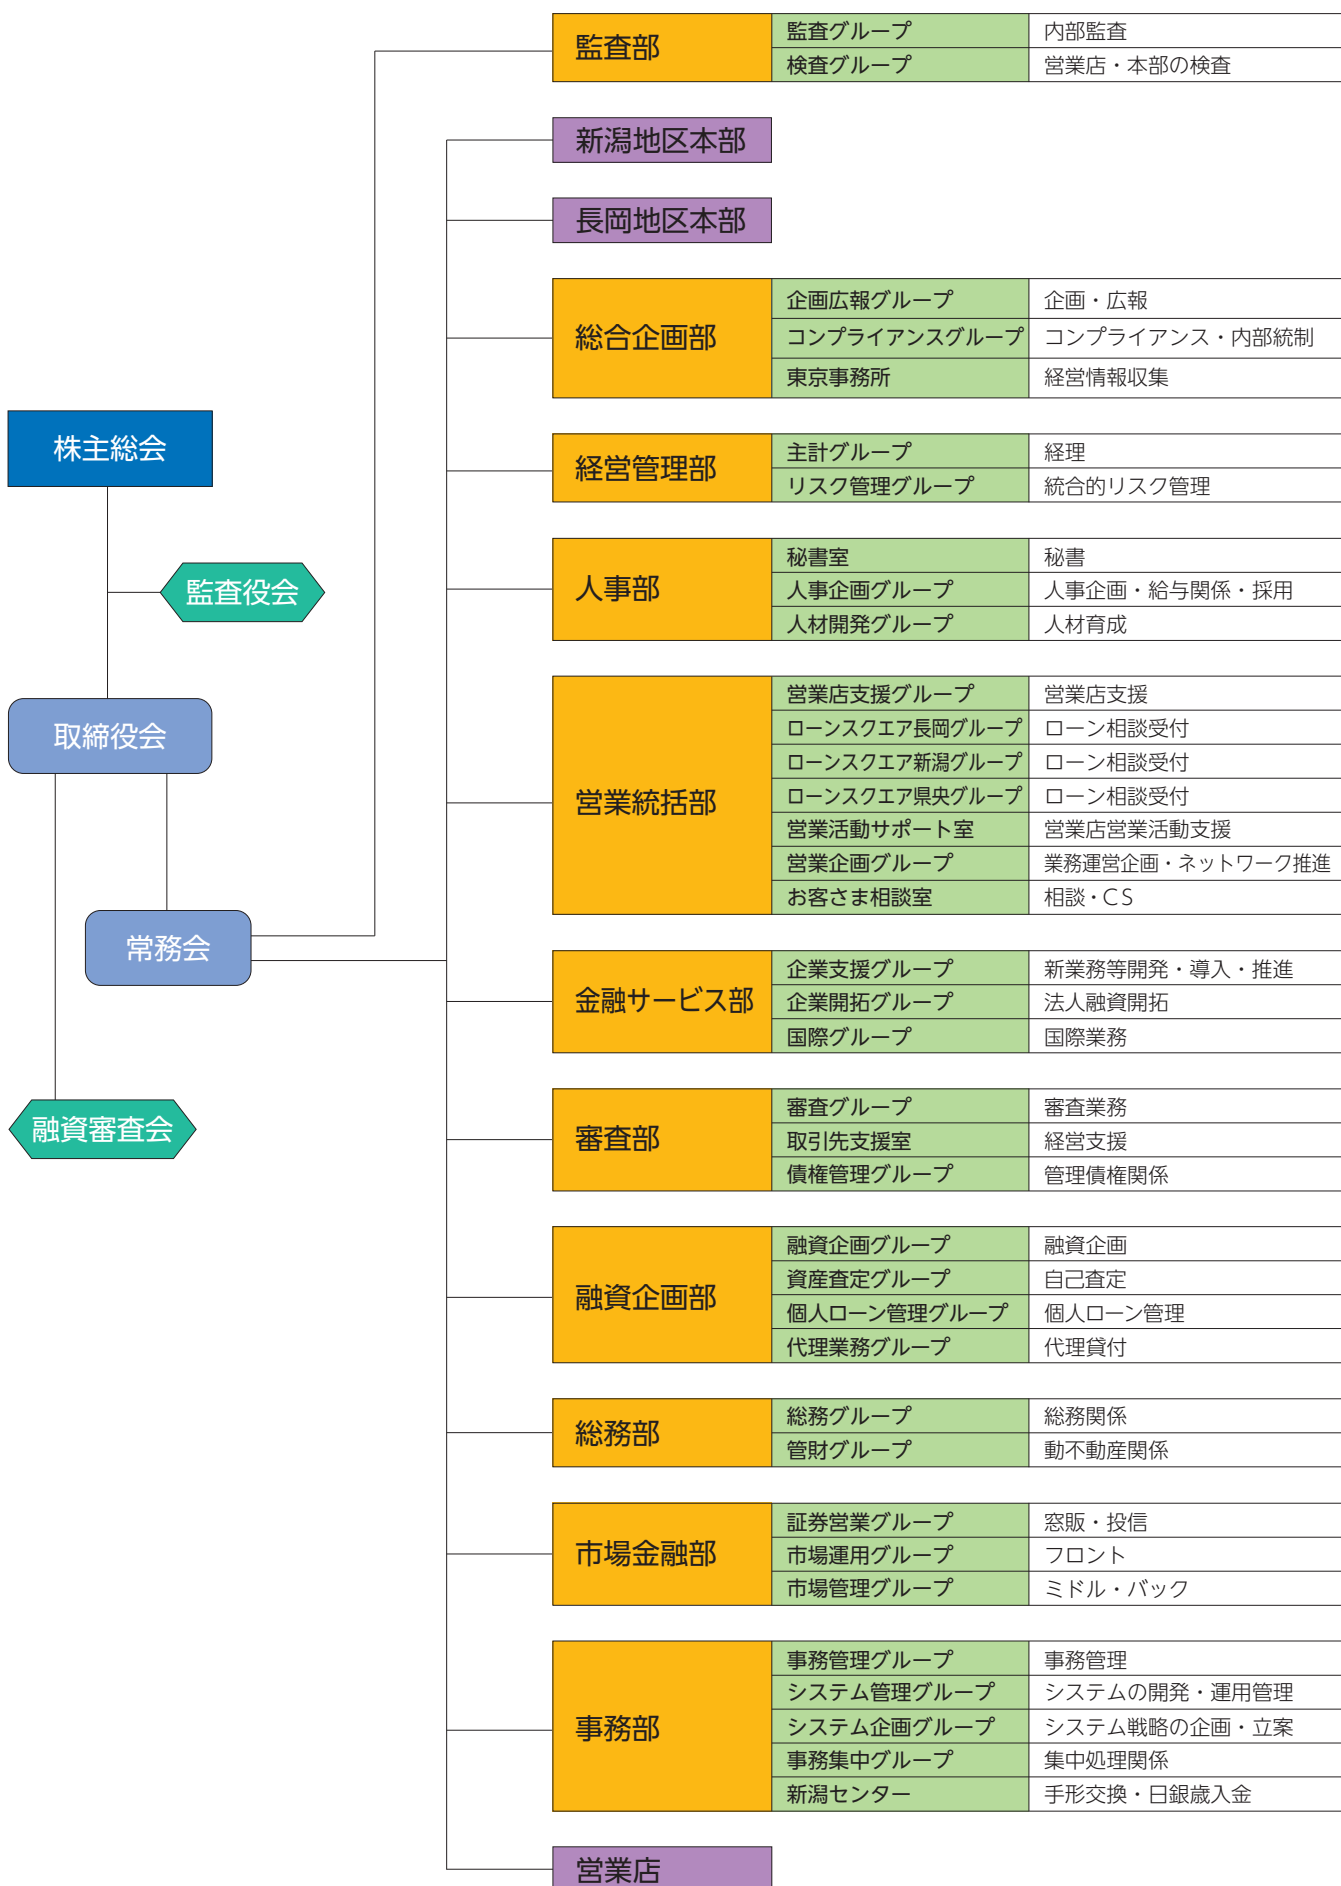 株主総会
監査役会
取締役会
常務会
融資審査会
監査部
監査グループ 内部監査
検査グループ 営業店・本部の検査
新潟地区本部
長岡地区本部
総合企画部
企画広報グループ 企画・広報
コンプライアンスグループ コンプライアンス・内部統制
東京事務所 経営情報収集
経営管理部
主計グループ 経理
リスク管理グループ 統合的リスク管理
人事部
秘書室 秘書
人事企画グループ 人事企画・給与関係・採用
人材開発グループ 人材育成
営業統括部
営業店支援グループ 営業店支援
ローンスクエア長岡グループ ローン相談受付
ローンスクエア新潟グループ ローン相談受付
ローンスクエア県央グループ ローン相談受付
営業活動サポート室 営業店営業活動支援
営業企画グループ 業務運営企画・ネットワーク推進
お客さま相談室 相談・CS
金融サービス部
企業支援グループ 新業務等開発・導入・推進
企業開拓グループ 法人融資開拓
国際グループ 国際業務
審査部
審査グループ 審査業務
取引先支援室 経営支援
債権管理グループ 管理債権関係
融資企画部
融資企画グループ 融資企画
資産査定グループ 自己査定
個人ローン管理グループ 個人ローン管理
代理業務グループ 代理貸付
総務部
総務グループ 総務関係
管財グループ 動不動産関係
市場金融部
証券営業グループ 窓販・投信
市場運用グループ フロント
市場管理グループ ミドル・バック
事務部
事務管理グループ 事務管理
システム管理グループ システムの開発・運用管理
システム企画グループ システム戦略の企画・立案
事務集中グループ 集中処理関係
新潟センター 手形交換・日銀歳入金
営業店